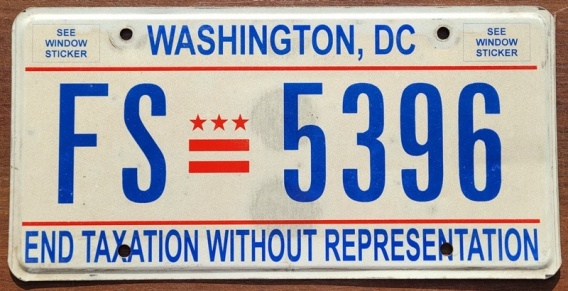 SEE
WINDOW
STICKER
WASHINGTON, DC
SEE
WINDOW
STICKER
FS 5396
END TAXATION WITHOUT REPRESENTATION